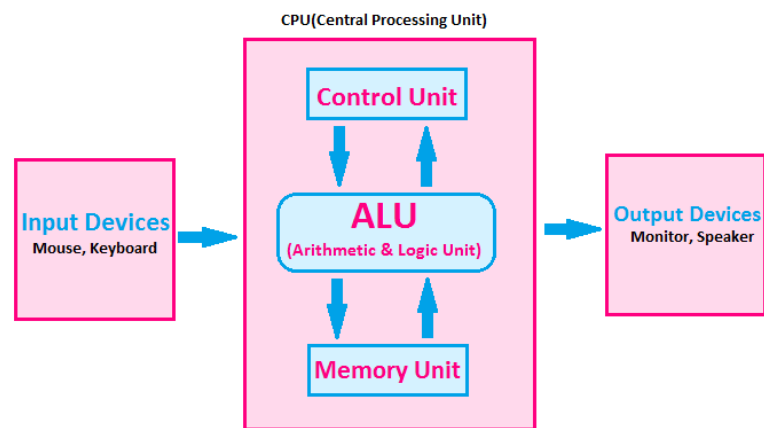 CPU(Central Processing Unit)
Control Unit
Input Devices
Mouse, Keyboard
ALU
(Arithmetic & Logic Unit)
Output Devices
Monitor, Speaker
Memory Unit